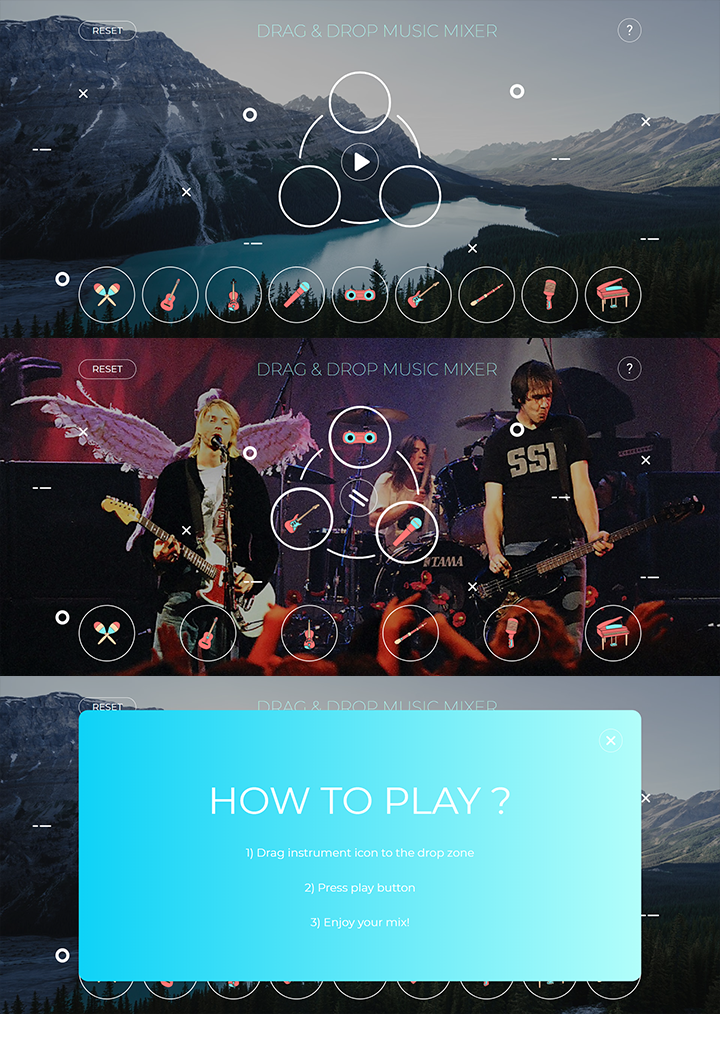 RESET
DRAG & DROP MUSIC MIXER
?
RESET
DRAG & DROP MUSIC MIXER
?
SSI
TAMA
RESET
DRAG & DROP MUSIC MIXER
HOW TO PLAY ?
1) Drag instrument icon to the drop zone
2) Press play button
3) Enjoy your mix!